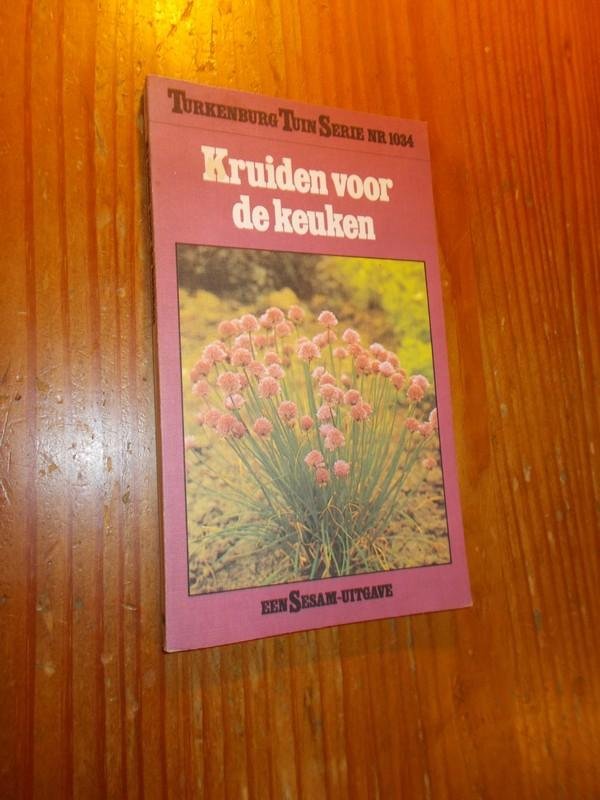 TURKENBURG TUIN SERIE NR 1034
Kruiden voor
de keuken
EEN SESAM-UITGAVE